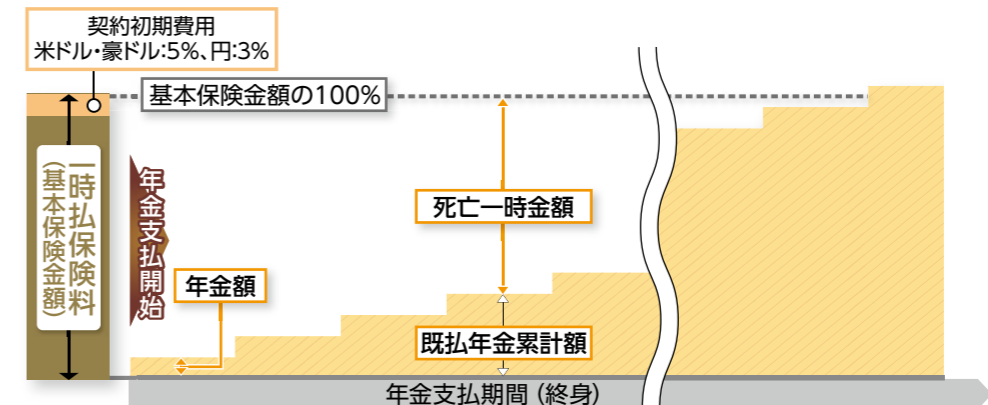 契約初期費用
米ドル・豪ドル:5%、円:3%
基本保険金額の100%
一時払保険料
(基本保険金額)
年金支払開始
死亡一時金額
年金額
既払年金累計額
年金支払期間(終身)